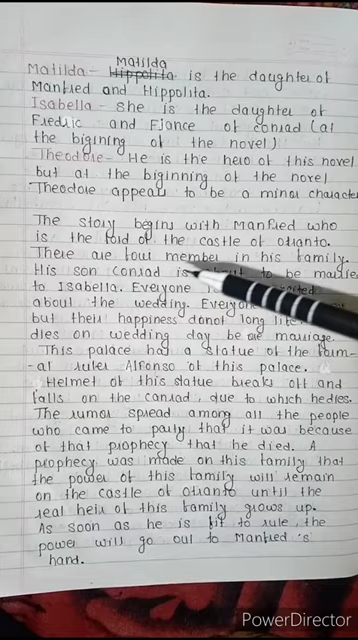 Matilda
Matilda - Hippolita is the daughter of
Manfred and Hippolita.
Isabella - She is the daughter of
Fredric and Fiance of conrad (at
the bigining of the novel)
Theodore - He is the hero of this novel
but at the biginning of the novel
Theodore appears to be a minor character
The story begins with Manfred who
is the lord of the castle of otranto.
There are four member in his family.
His son conrad is to be married
to Isabella. Everyone
about the wedding. Everyone
but their happiness donot long life.
dies on wedding day be marriage.
This palace has a statue of the form-
-al ruler Alfonso of this palace.
Helmet of this statue breaks off and
falls on the conrad, due to which he dies.
The rumor spread among all the people
who came to party that it was because
of that prophecy that he died. A
prophecy was made on this family that
the power of this family will remain
on the castle of otranto until the
real heir of this family grows up.
As soon as he is fit to rule, the
power will go out to Manfred's
hand.
PowerDirector